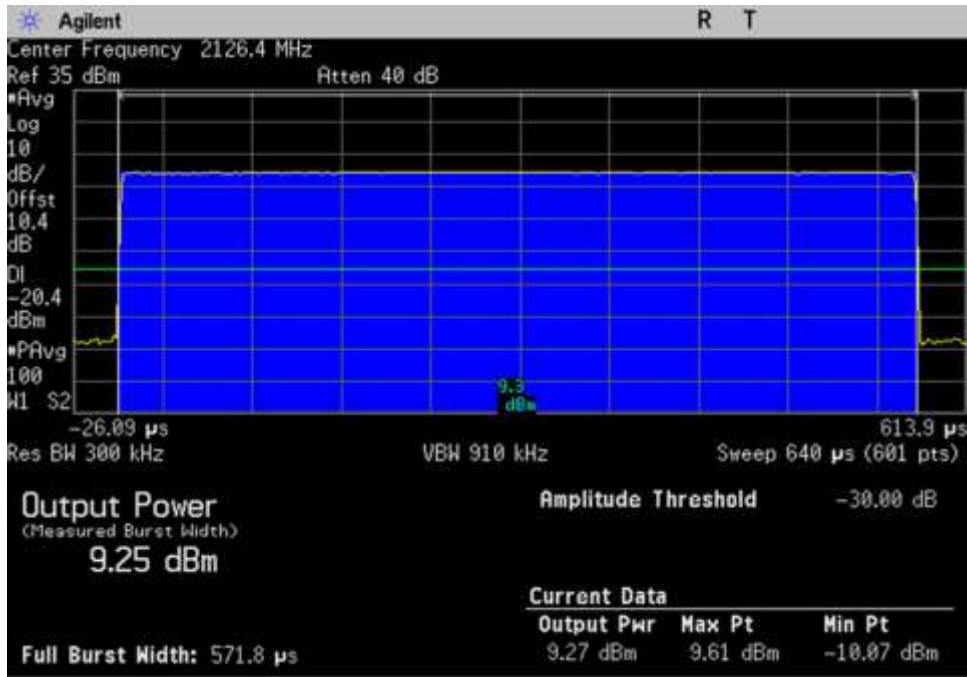 Agilent R T
Center Frequency 2126.4 MHz
Ref 35 dBm Atten 40 dB
*Avg
Log
10
dB/
Offst
10.4
dB
DI
-20.4
dBm
*PAvg
100
W1 S2
9.3
dBm
-26.09 µs 613.9 µs
Res BW 300 kHz VBW 910 kHz Sweep 640 µs (601 pts)
Output Power Amplitude Threshold -30.00 dB
(Measured Burst Width)
9.25 dBm
Current Data
Output Pwr Max Pt Min Pt
Full Burst Width: 571.8 µs 9.27 dBm 9.61 dBm -10.07 dBm